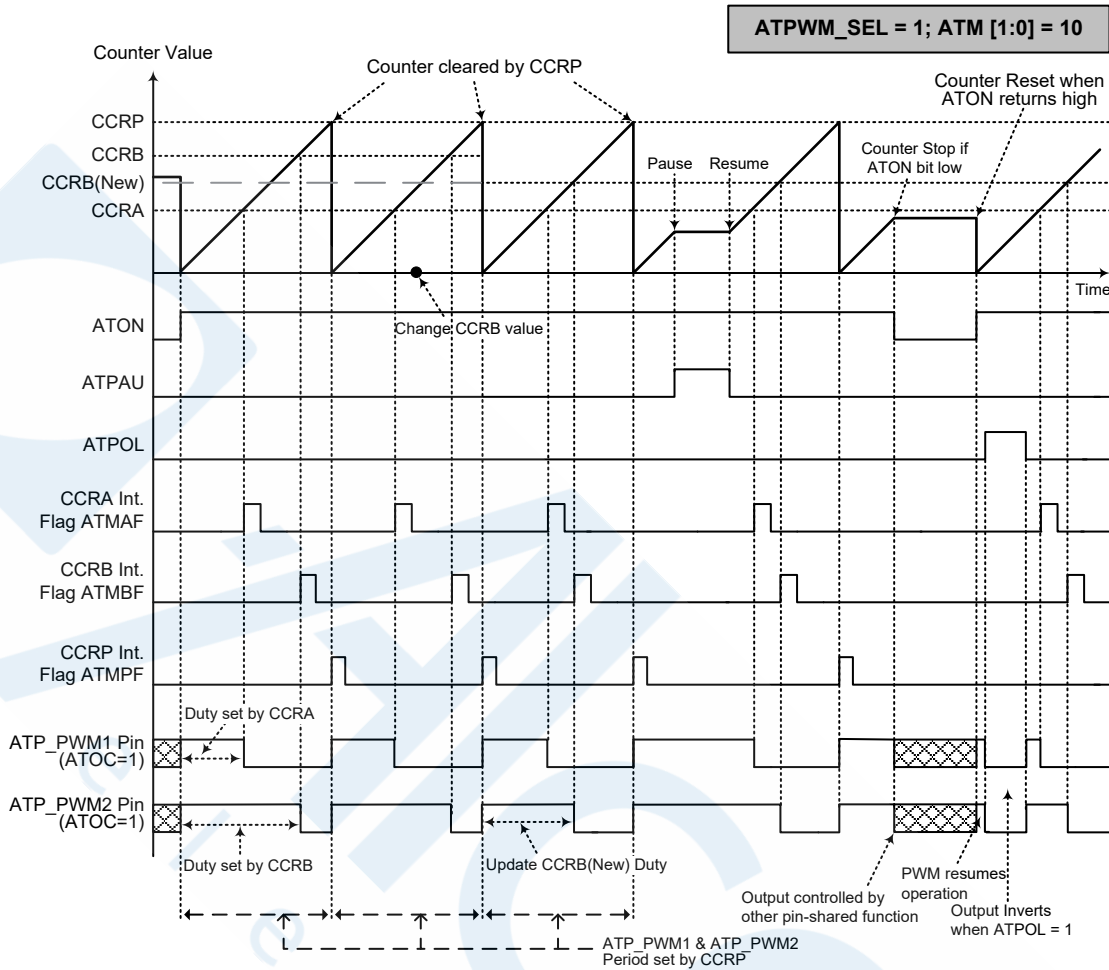 ATPWM_SEL = 1; ATM [1:0] = 10
Counter Value
Counter cleared by CCRP
Counter Reset when
ATON returns high
CCRP
CCRB
CCRB(New)
CCRA
Pause
Resume
Counter Stop if
ATON bit low
Time
Change CCRB value
ATON
ATPAU
ATPOL
CCRA Int.
Flag ATMAF
CCRB Int.
Flag ATMBF
CCRP Int.
Flag ATMPF
Duty set by CCRA
ATP_PWM1 Pin
(ATOC=1)
ATP_PWM2 Pin
(ATOC=1)
Duty set by CCRB
Update CCRB(New) Duty
Output controlled by
other pin-shared function
PWM resumes
operation
Output Inverts
when ATPOL = 1
ATP_PWM1 & ATP_PWM2
Period set by CCRP